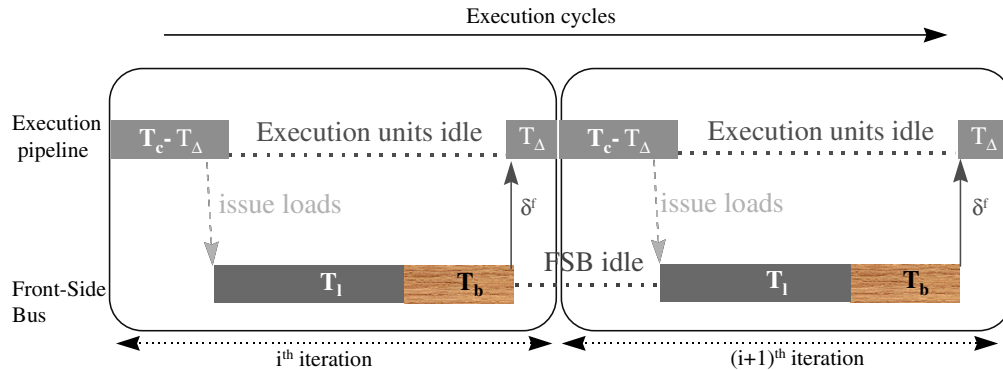 Execution cycles
Execution
pipeline
Tc- TΔ
Execution units idle
TΔ
Tc- TΔ
Execution units idle
TΔ
issue loads
δf
issue loads
δf
FSB idle
Front-Side
Bus
Tl
Tb
Tl
Tb
ith iteration
(i+1)th iteration